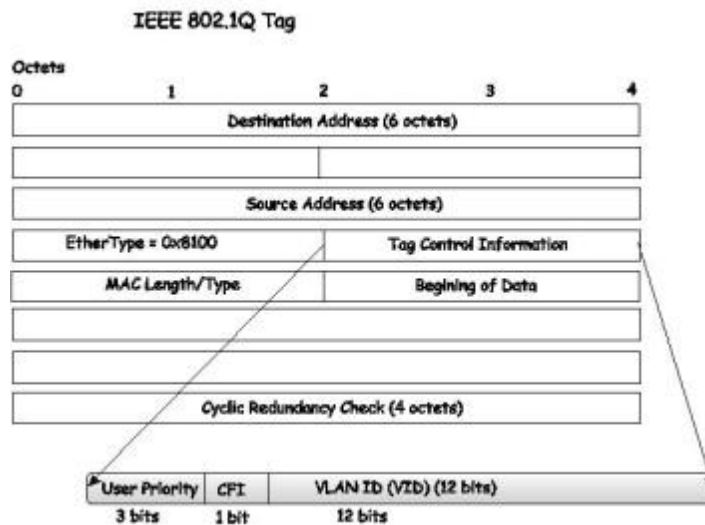 IEEE 802.1Q Tag
Octets
0 1 2 3 4
Destination Address (6 octets)
Source Address (6 octets)
EtherType = 0x8100 Tag Control Information
MAC Length/Type Begining of Data
Cyclic Redundancy Check (4 octets)
User Priority CFI VLAN ID (VID) (12 bits)
3 bits 1 bit 12 bits